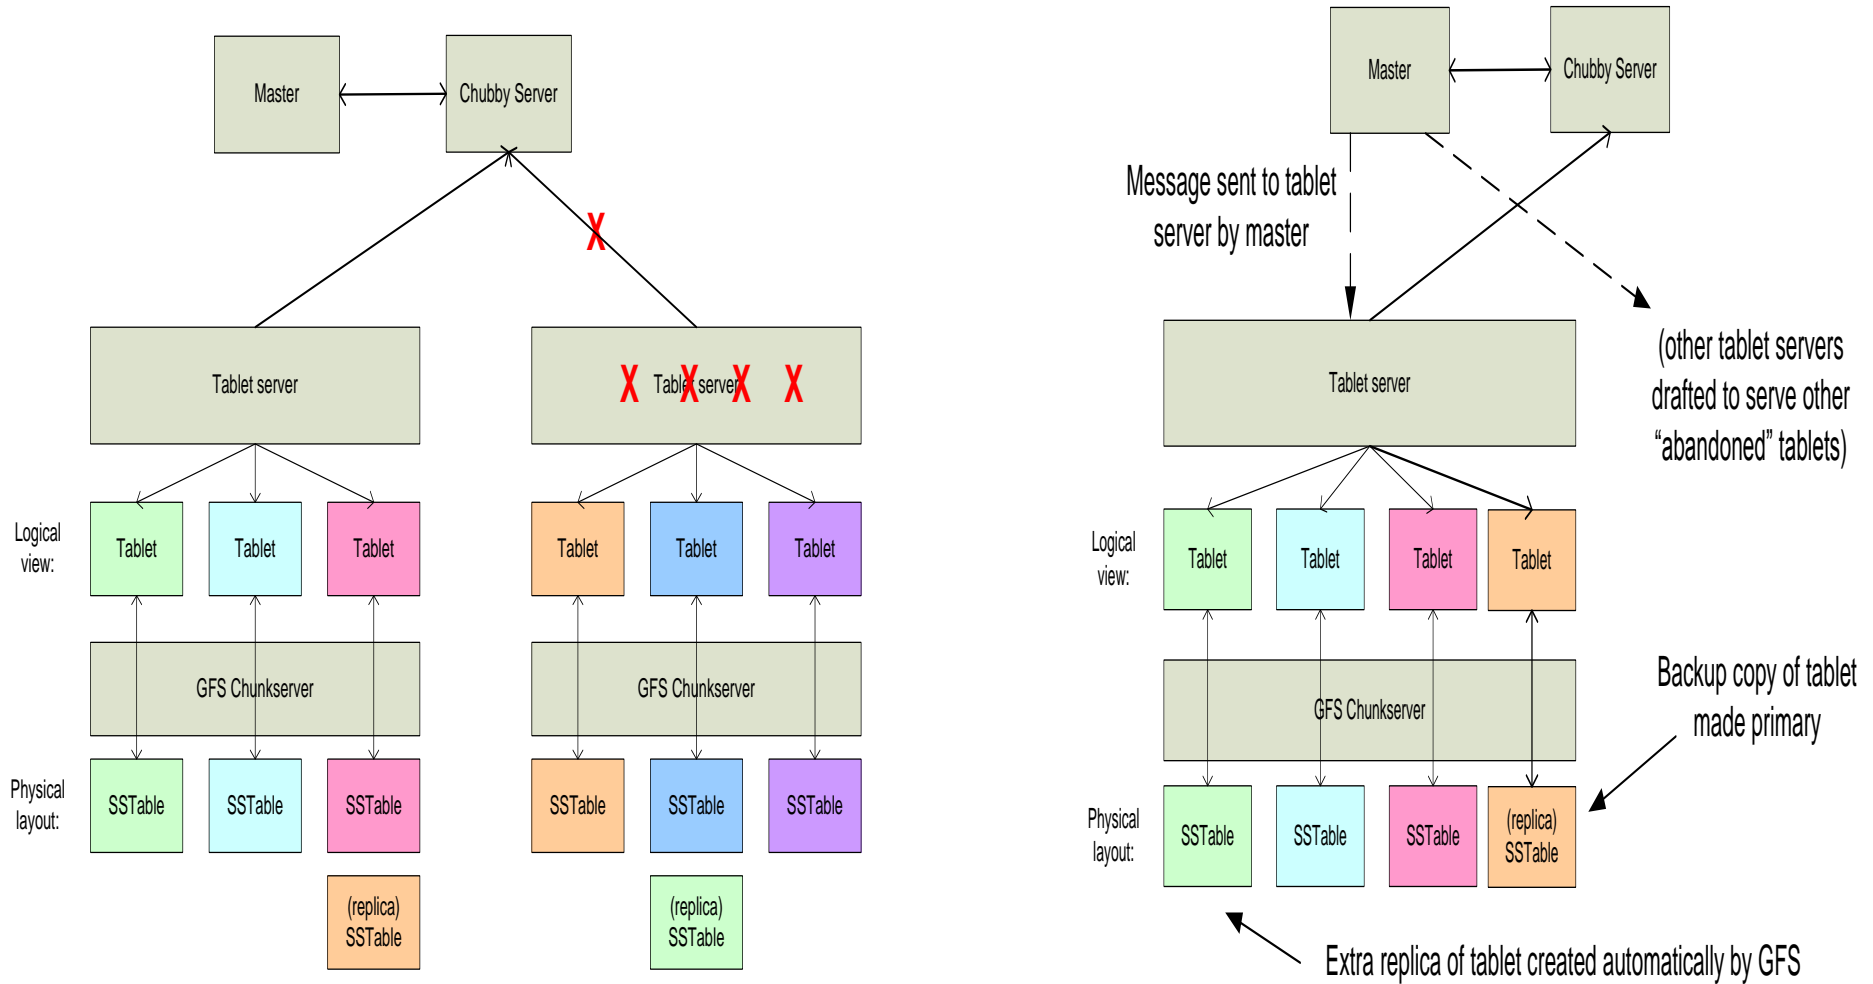 Master
Chubby Server
X
Tablet server
Tablet server
X X X X
Logical
view:
Tablet
Tablet
Tablet
Tablet
Tablet
Tablet
GFS Chunkserver
GFS Chunkserver
Physical
layout:
SSTable
SSTable
SSTable
SSTable
SSTable
SSTable
(replica)
SSTable
(replica)
SSTable
Master
Chubby Server
Message sent to tablet
server by master
(other tablet servers
drafted to serve other
“abandoned” tablets)
Tablet server
Logical
view:
Tablet
Tablet
Tablet
Tablet
GFS Chunkserver
Backup copy of tablet
made primary
Physical
layout:
SSTable
SSTable
SSTable
(replica)
SSTable
Extra replica of tablet created automatically by GFS